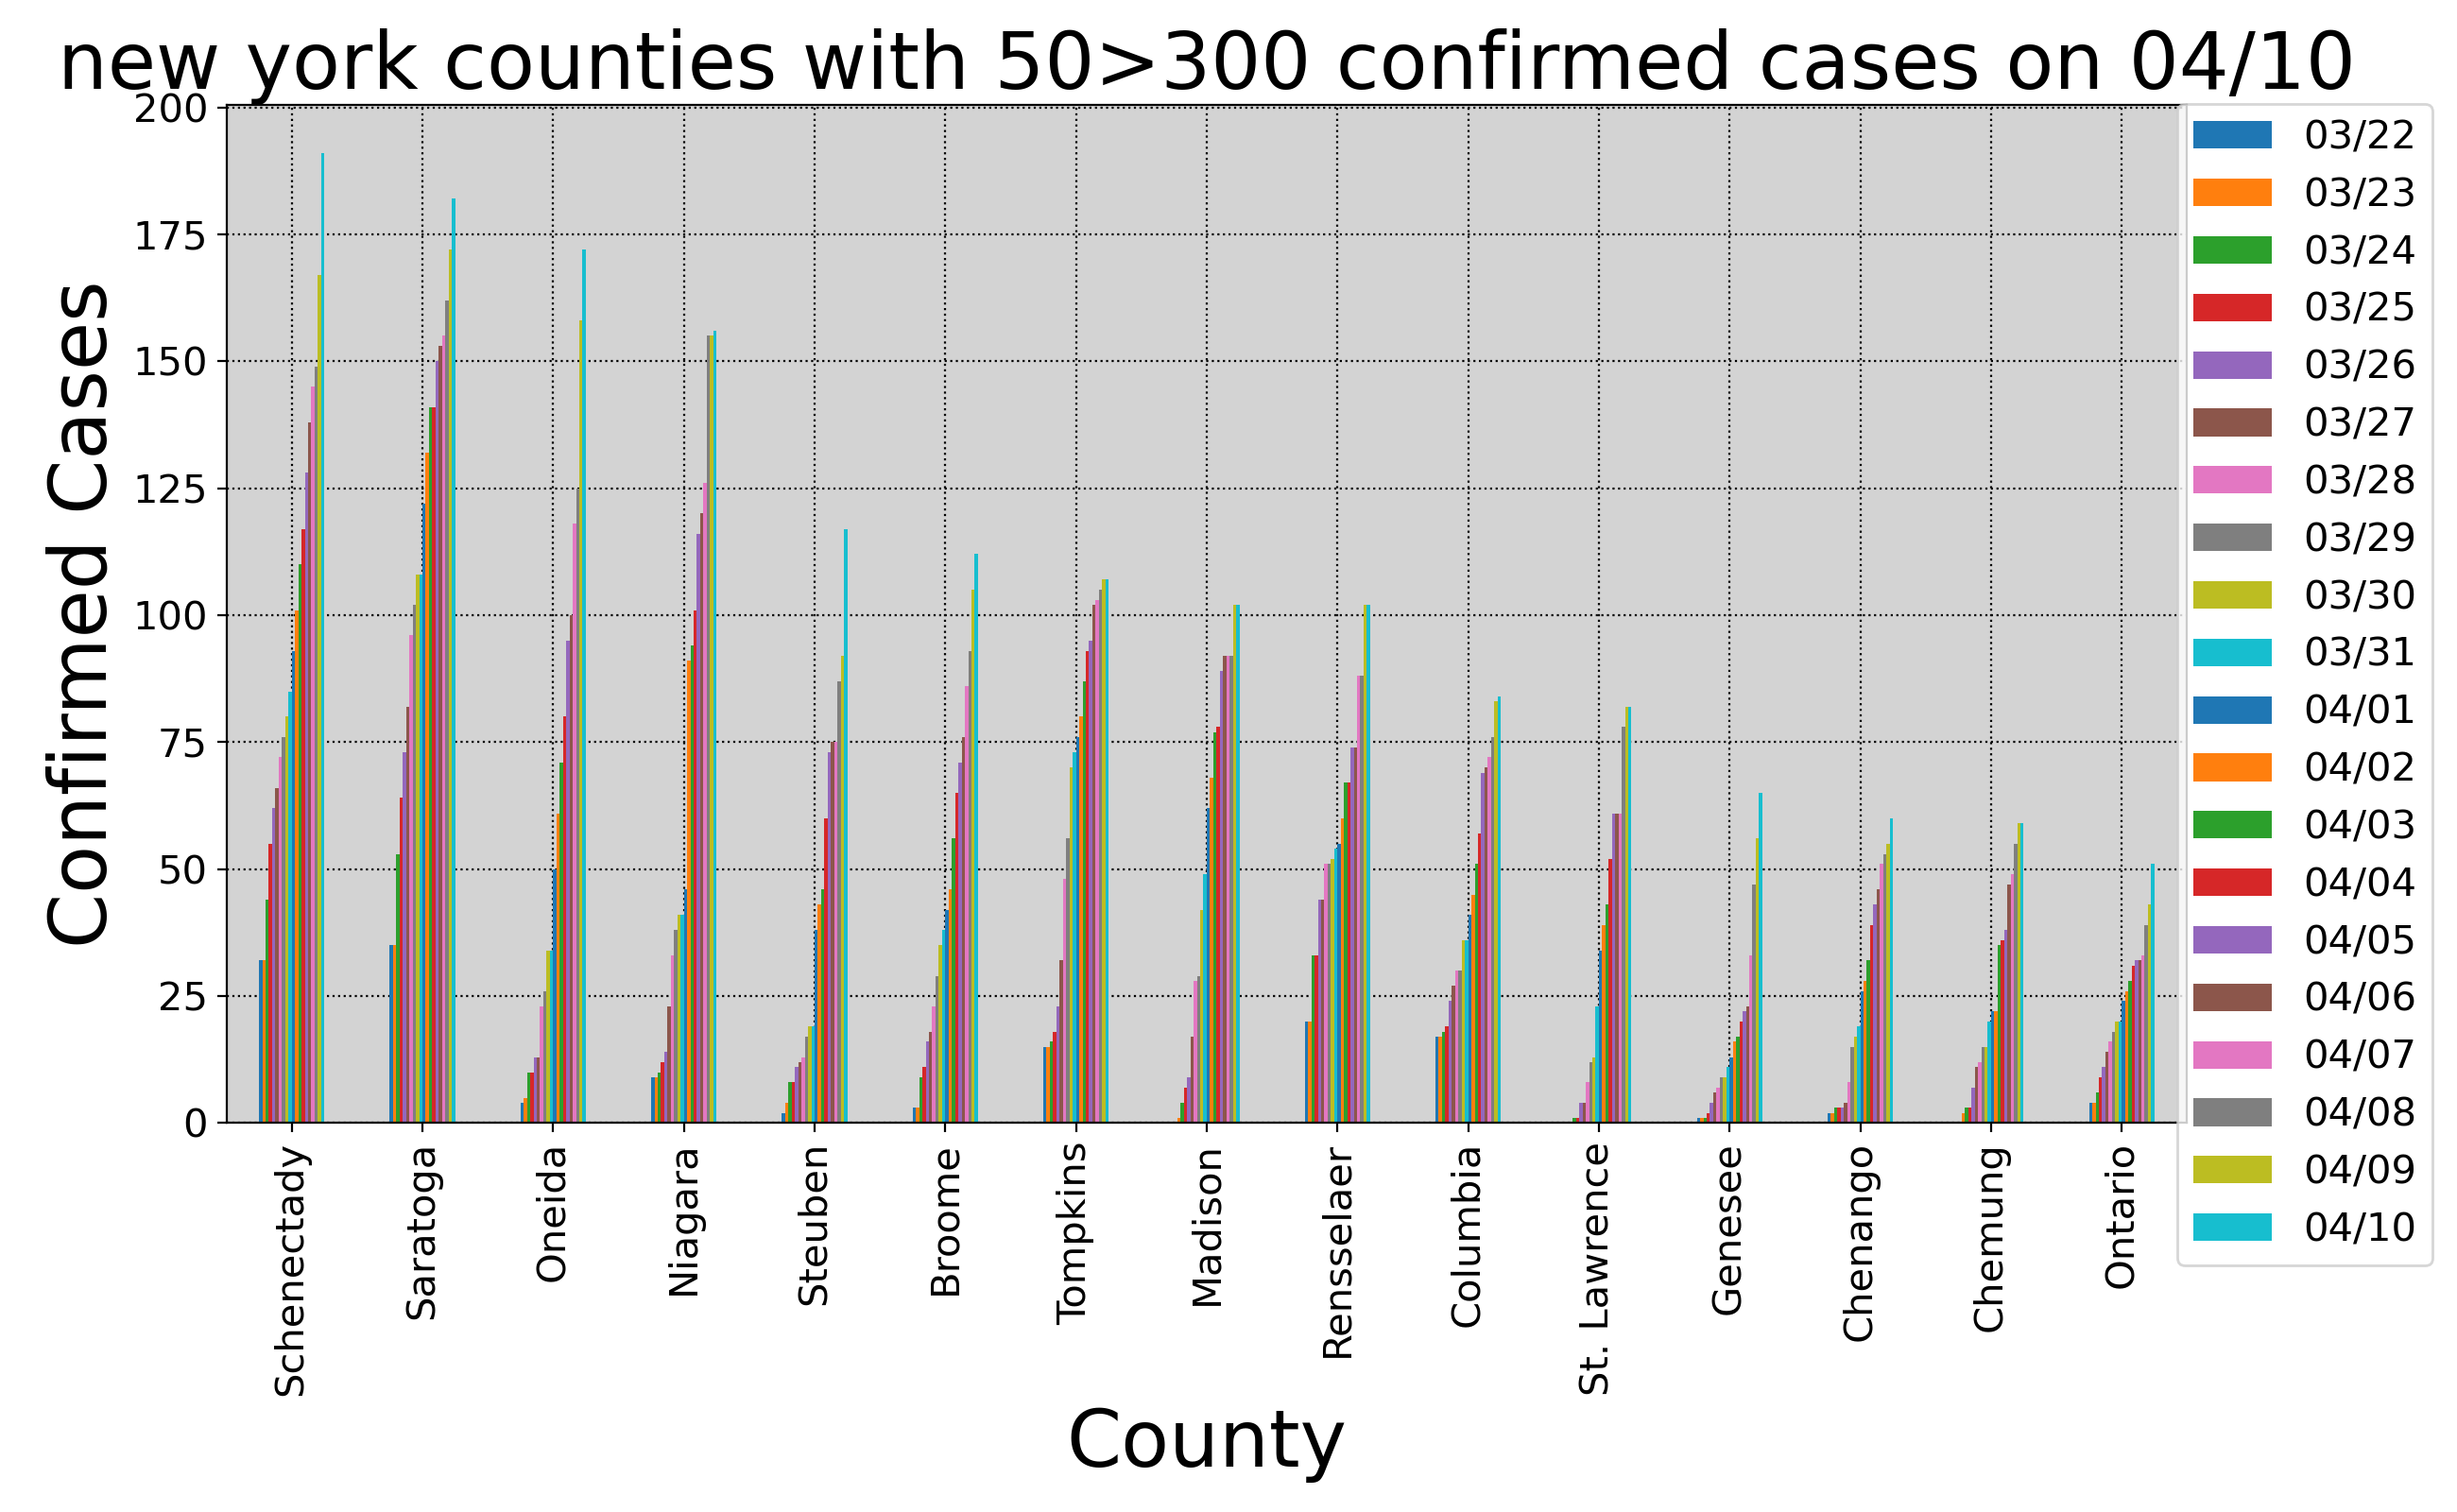 new york counties with 50>300 confirmed cases on 04/10
Confirmed Cases
200
175
150
125
100
75
50
25
0
Schenectady
Saratoga
Oneida
Niagara
Steuben
Broome
Tompkins
Madison
Rensselaer
Columbia
St. Lawrence
Genesee
Chenango
Chemung
Ontario
County
03/22
03/23
03/24
03/25
03/26
03/27
03/28
03/29
03/30
03/31
04/01
04/02
04/03
04/04
04/05
04/06
04/07
04/08
04/09
04/10